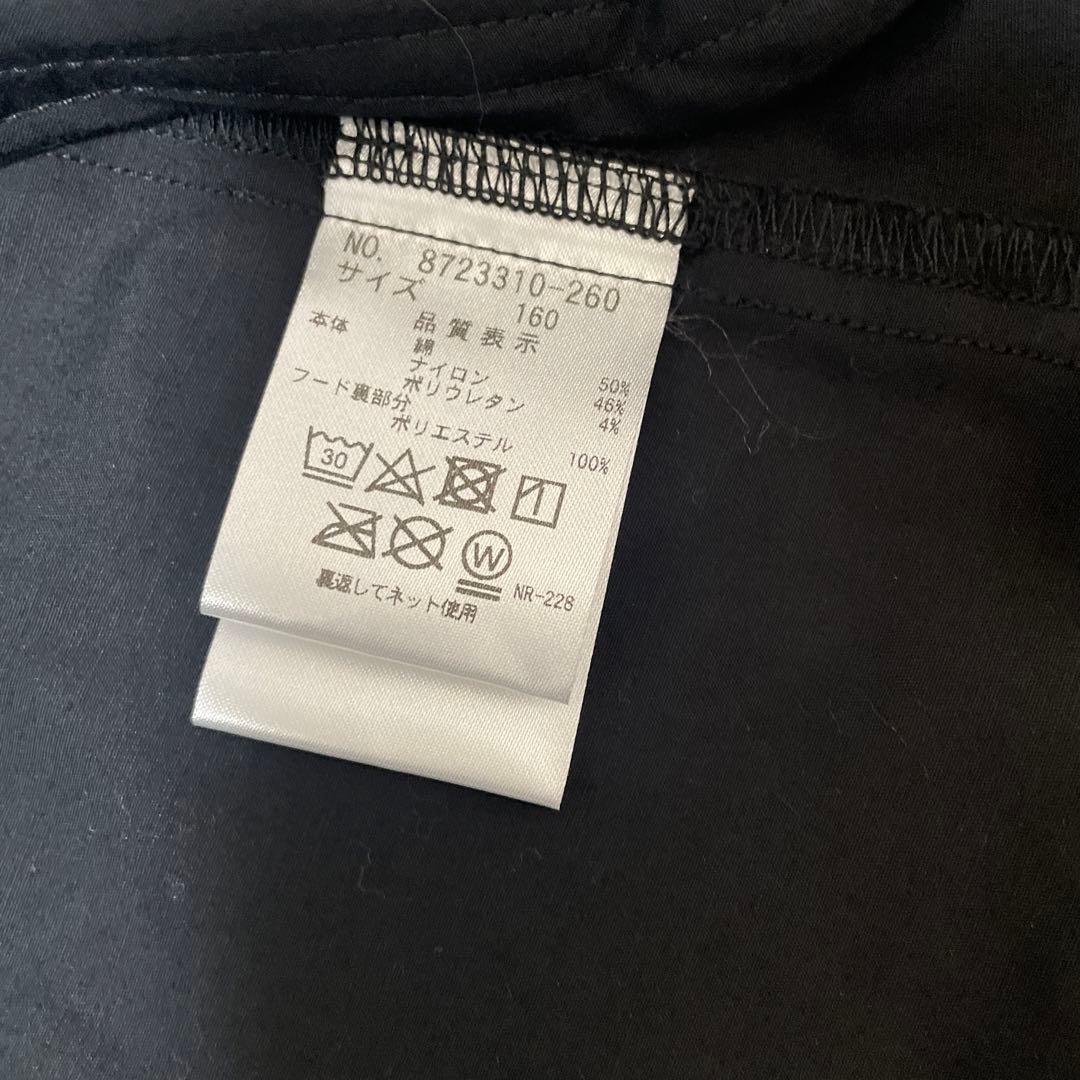 NO. 8723310-260
サイズ 160
品質表示
本体
綿 50%
ナイロン 46%
ポリウレタン 4%
フード裏部分
ポリエステル 100%
30
W
NR-228
裏返してネット使用